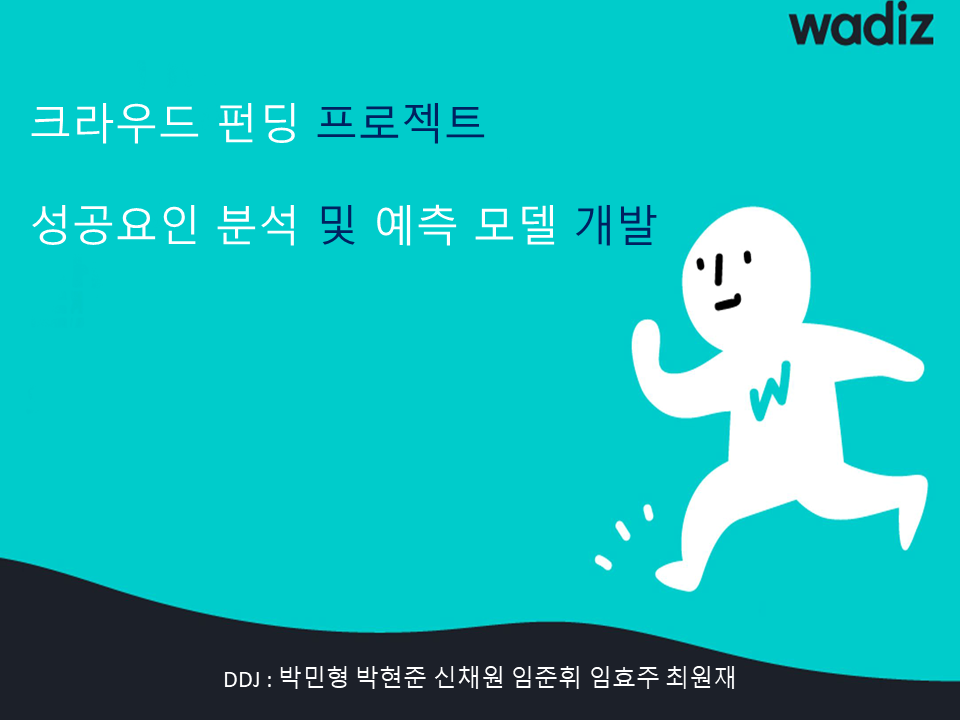 wadiz
크라우드 펀딩 프로젝트
성공요인 분석 및 예측 모델 개발
W
DDJ : 박민형 박현준 신채원 임준휘 임효주 최원재